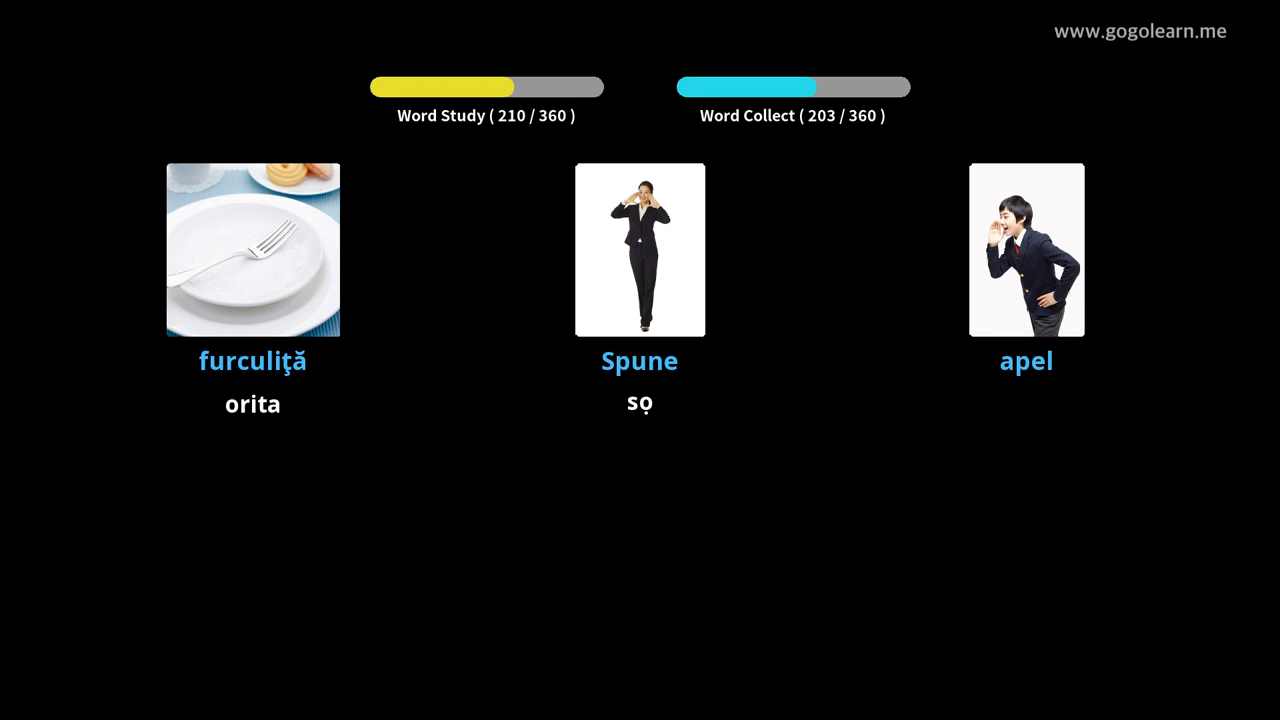 www.gogolearn.me
Word Study ( 210 / 360 )
Word Collect ( 203 / 360 )
furculiţă
Spune
apel
orita
sọ